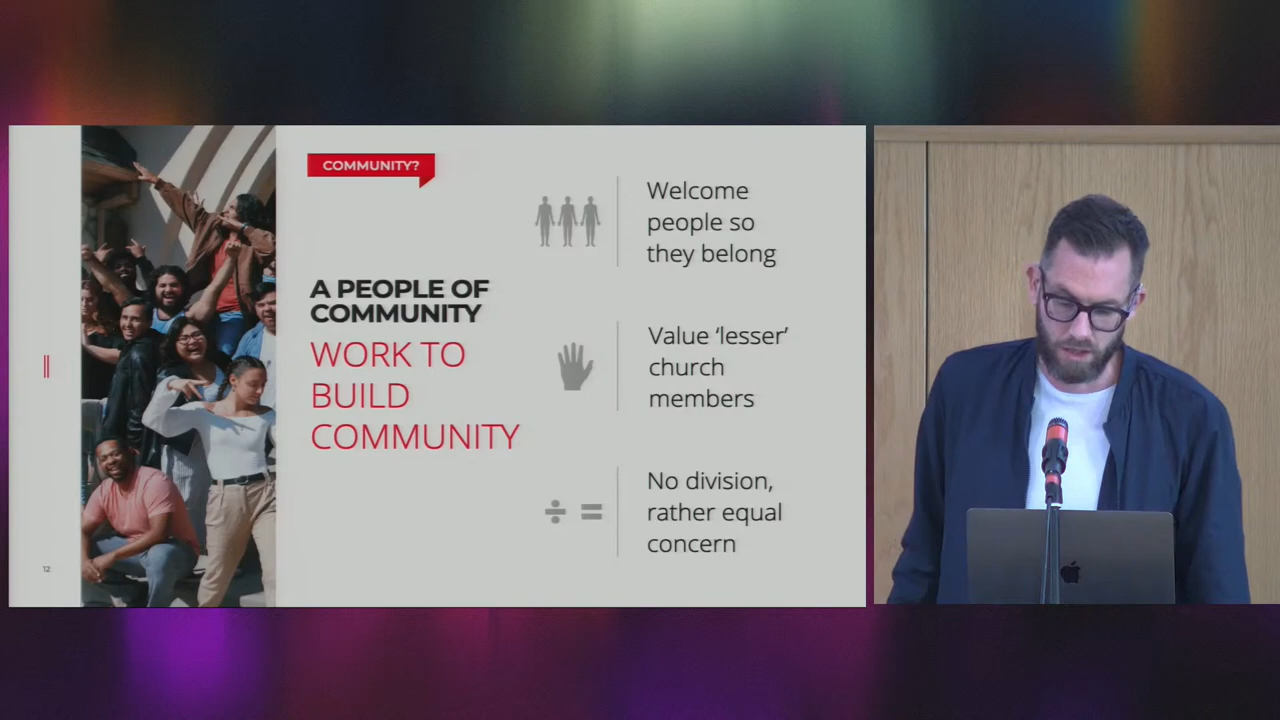 COMMUNITY?
A PEOPLE OF
COMMUNITY
WORK TO
BUILD
COMMUNITY
Welcome
people so
they belong
Value ‘lesser’
church
members
No division,
rather equal
concern
12